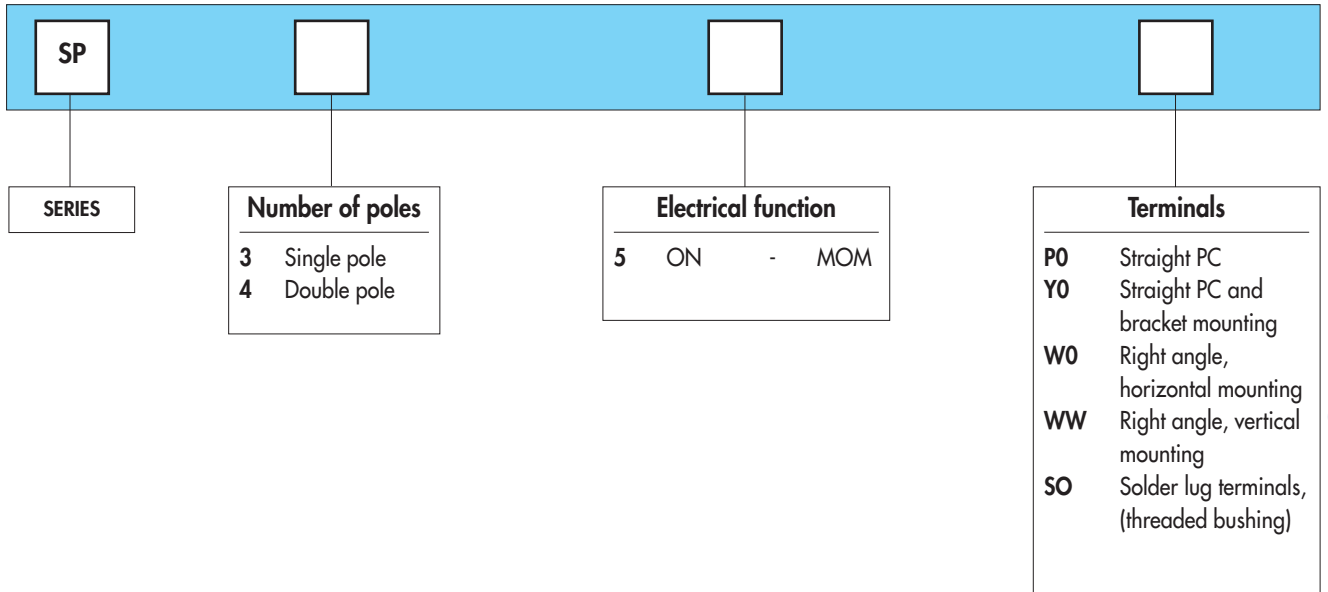 SP
SERIES
Number of poles
3 Single pole
4 Double pole
Electrical function
5 ON - MOM
Terminals
P0 Straight PC
Y0 Straight PC and
bracket mounting
W0 Right angle,
horizontal mounting
WW Right angle, vertical
mounting
SO Solder lug terminals,
(threaded bushing)